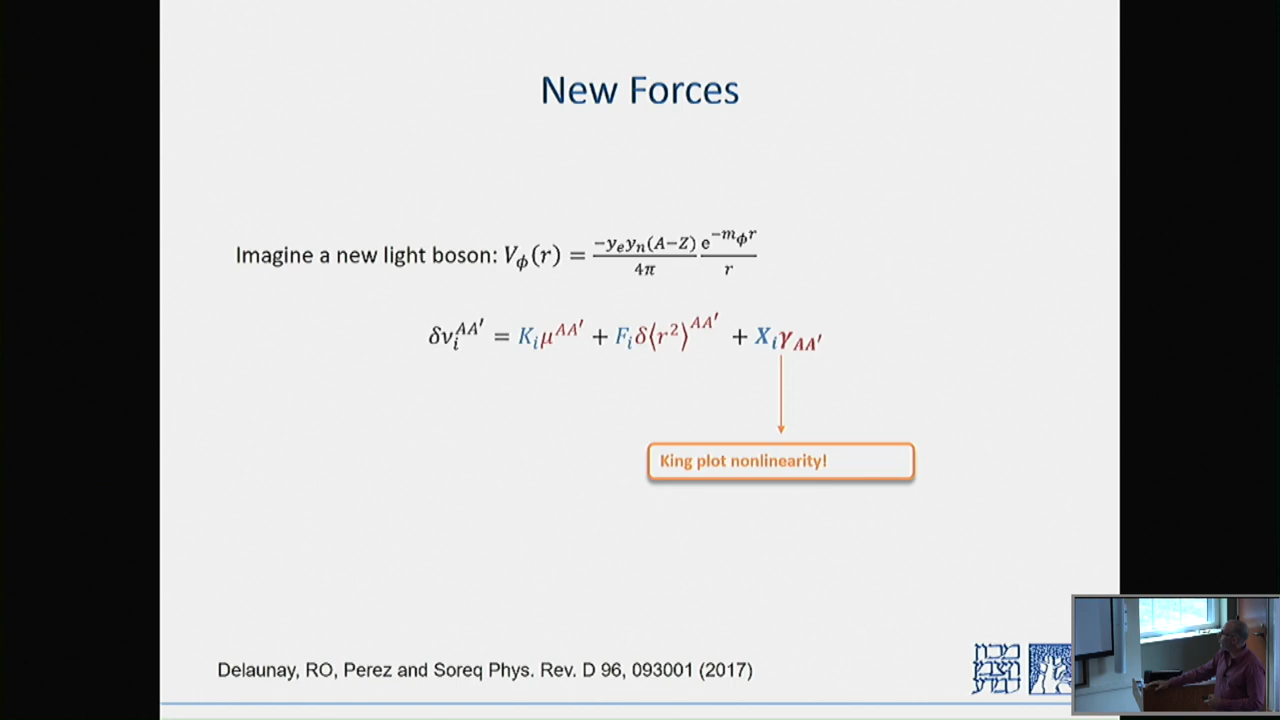 New Forces
Imagine a new light boson: $V_\phi(r) = \frac{-y_e y_n (A-Z)}{4\pi} \frac{e^{-m_\phi r}}{r}$
$\delta\nu_i^{AA'} = K_i \mu^{AA'} + F_i \delta\langle r^2 \rangle^{AA'} + X_i \gamma_{AA'}$
King plot nonlinearity!
Delaunay, RO, Perez and Soreq Phys. Rev. D 96, 093001 (2017)
מכון